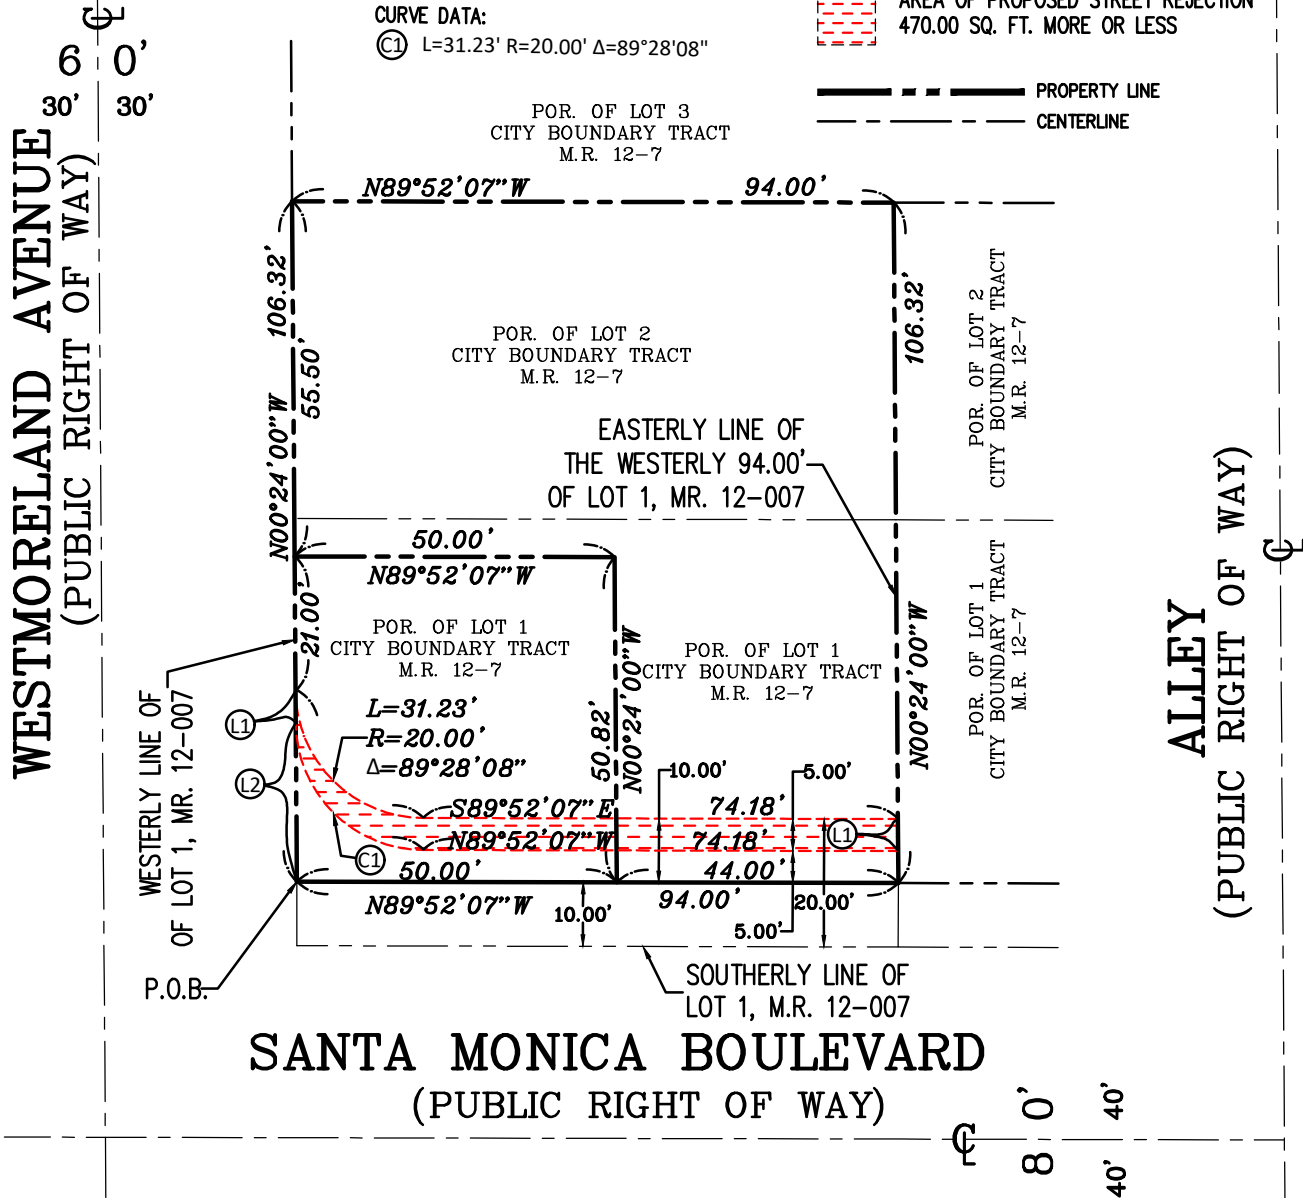 CURVE DATA:
C1 L=31.23' R=20.00' Δ=89°28'08"
AREA OF PROPOSED STREET REJECTION
470.00 SQ. FT. MORE OR LESS
PROPERTY LINE
CENTERLINE
℄
6 0'
30' 30'
WESTMORELAND AVENUE
(PUBLIC RIGHT OF WAY)
POR. OF LOT 3
CITY BOUNDARY TRACT
M.R. 12-7
N89°52'07"W
94.00'
106.32'
55.50'
N00°24'00"W
POR. OF LOT 2
CITY BOUNDARY TRACT
M.R. 12-7
106.32'
POR. OF LOT 2
CITY BOUNDARY TRACT
M.R. 12-7
EASTERLY LINE OF
THE WESTERLY 94.00'
OF LOT 1, MR. 12-007
50.00'
N89°52'07"W
21.00'
POR. OF LOT 1
CITY BOUNDARY TRACT
M.R. 12-7
N00°24'00"W
50.82'
POR. OF LOT 1
CITY BOUNDARY TRACT
M.R. 12-7
N00°24'00"W
POR. OF LOT 1
CITY BOUNDARY TRACT
M.R. 12-7
℄
ALLEY
(PUBLIC RIGHT OF WAY)
WESTERLY LINE OF
OF LOT 1, MR. 12-007
L1
L2
L=31.23'
R=20.00'
Δ=89°28'08"
10.00'
5.00'
S89°52'07"E
74.18'
N89°52'07"W
74.18'
L1
C1
50.00'
44.00'
N89°52'07"W
94.00'
10.00'
20.00'
5.00'
P.O.B.
SOUTHERLY LINE OF
LOT 1, M.R. 12-007
SANTA MONICA BOULEVARD
(PUBLIC RIGHT OF WAY)
℄
8 0'
40'
40'